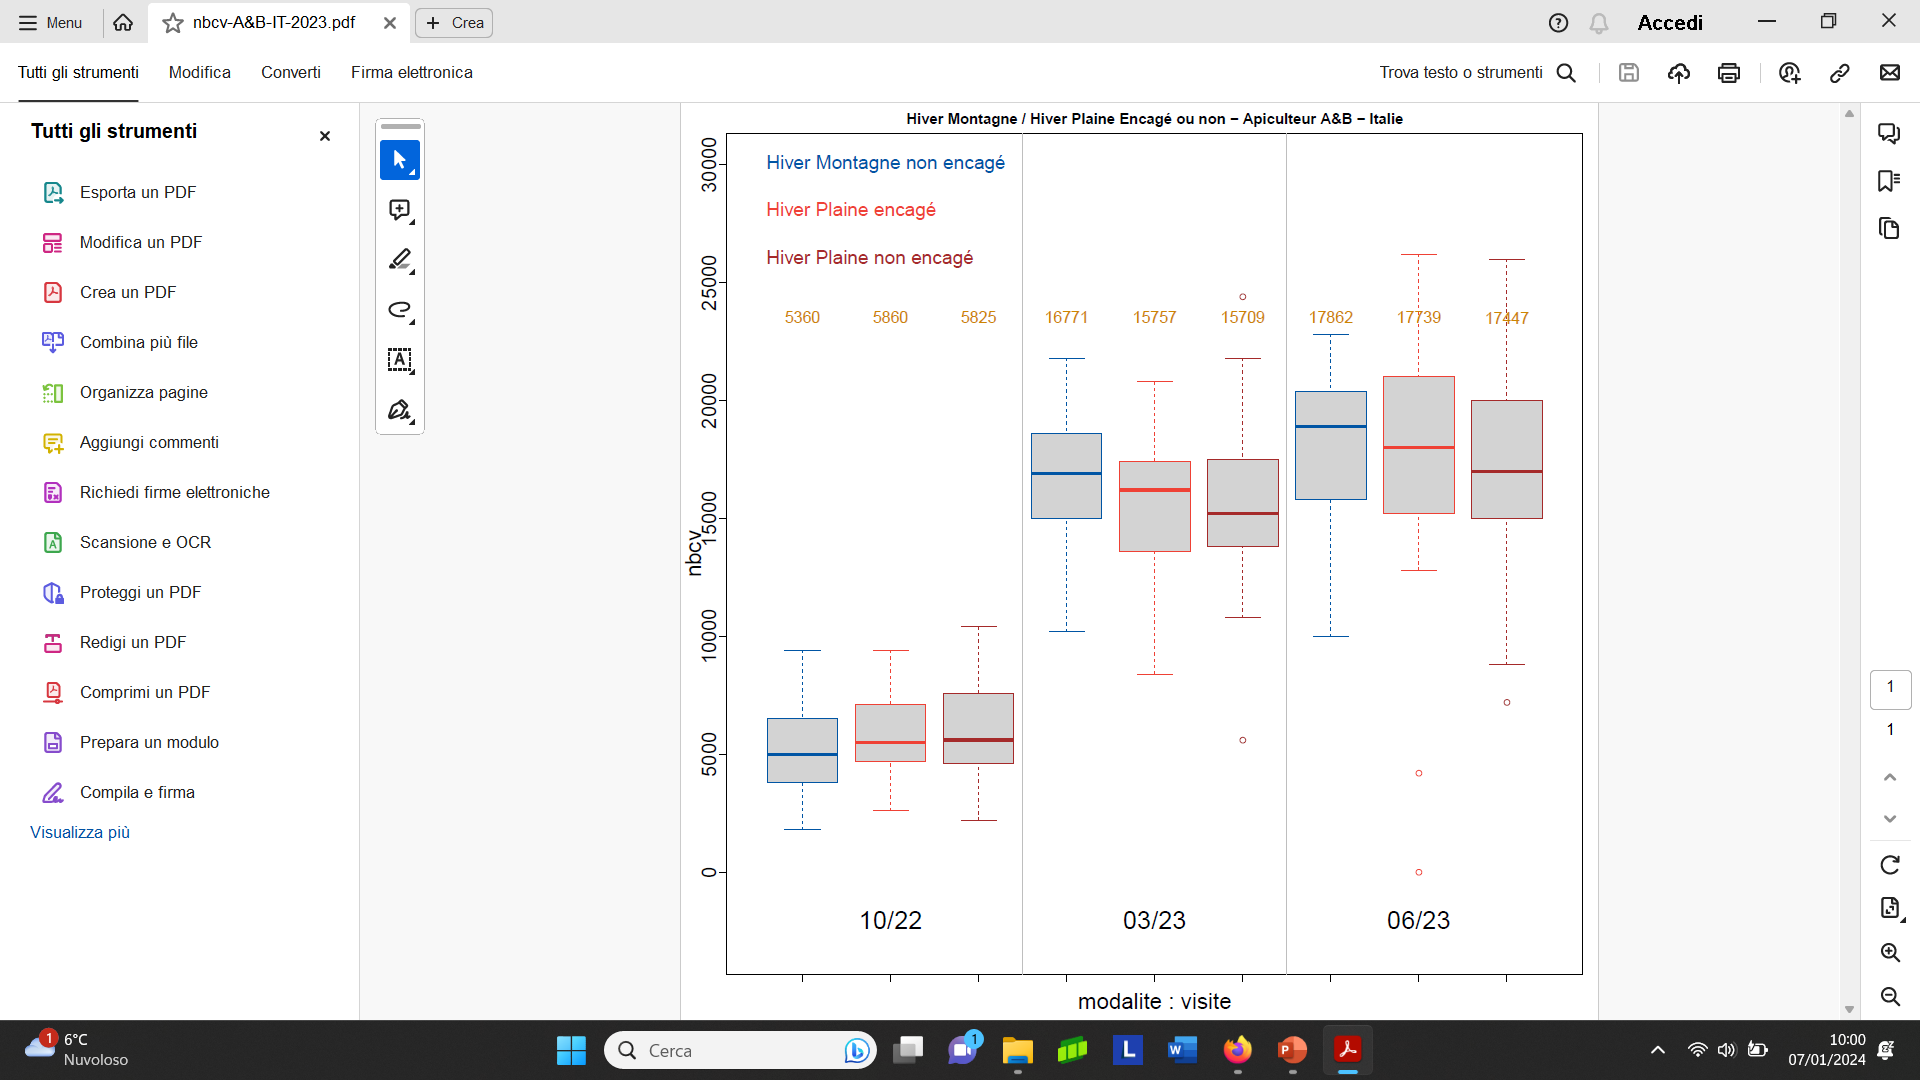 Menu
nbcv-A&B-IT-2023.pdf
Crea
Accedi
Tutti gli strumenti
Modifica
Converti
Firma elettronica
Trova testo o strumenti
Tutti gli strumenti
Esporta un PDF
Modifica un PDF
Crea un PDF
Combina più file
Organizza pagine
Aggiungi commenti
Richiedi firme elettroniche
Scansione e OCR
Proteggi un PDF
Redigi un PDF
Comprimi un PDF
Prepara un modulo
Compila e firma
Visualizza più
Hiver Montagne / Hiver Plaine Encagé ou non − Apiculteur A&B − Italie
Hiver Montagne non encagé
Hiver Plaine encagé
Hiver Plaine non encagé
5360 5860 5825 16771 15757 15709 17862 17739 17447
30000
25000
20000
15000
10000
5000
0
nbcv
10/22 03/23 06/23
modalite : visite
1
1
1
6°C
Nuvoloso
Cerca
1
L
W
P
10:00
07/01/2024